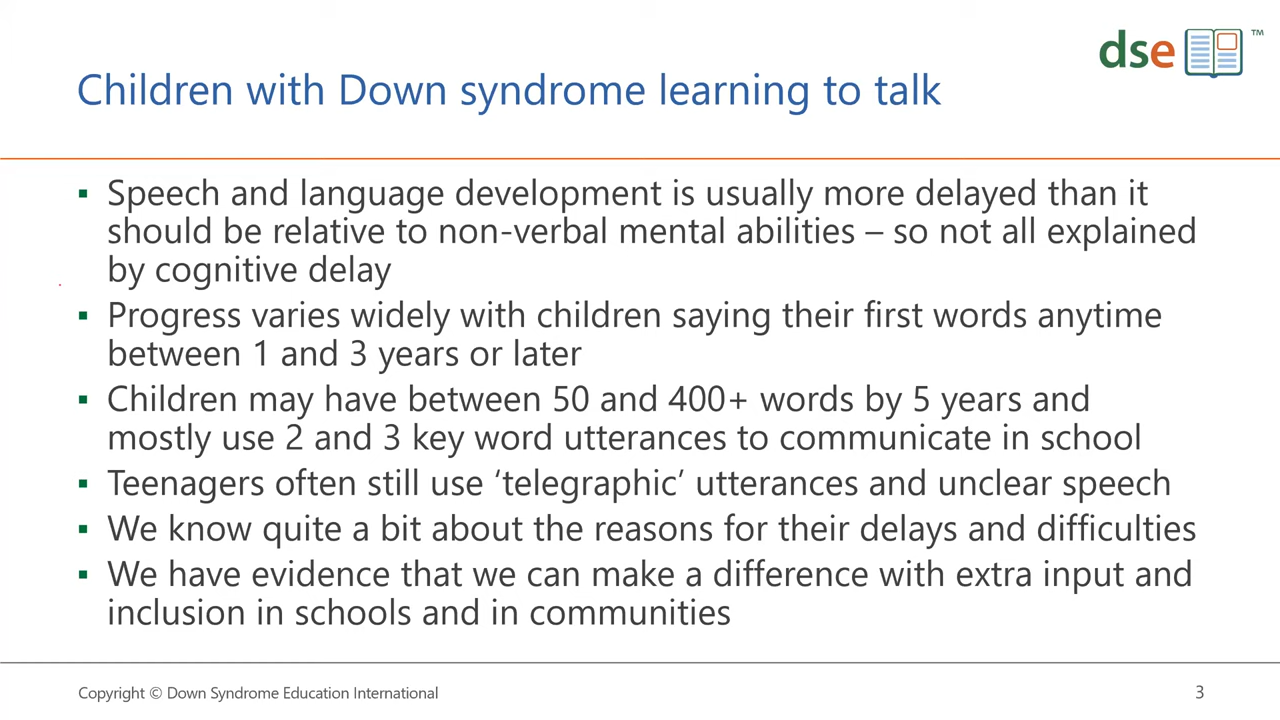 dse ™
Children with Down syndrome learning to talk
▪ Speech and language development is usually more delayed than it
should be relative to non-verbal mental abilities – so not all explained
by cognitive delay
▪ Progress varies widely with children saying their first words anytime
between 1 and 3 years or later
▪ Children may have between 50 and 400+ words by 5 years and
mostly use 2 and 3 key word utterances to communicate in school
▪ Teenagers often still use ‘telegraphic’ utterances and unclear speech
▪ We know quite a bit about the reasons for their delays and difficulties
▪ We have evidence that we can make a difference with extra input and
inclusion in schools and in communities
Copyright © Down Syndrome Education International
3